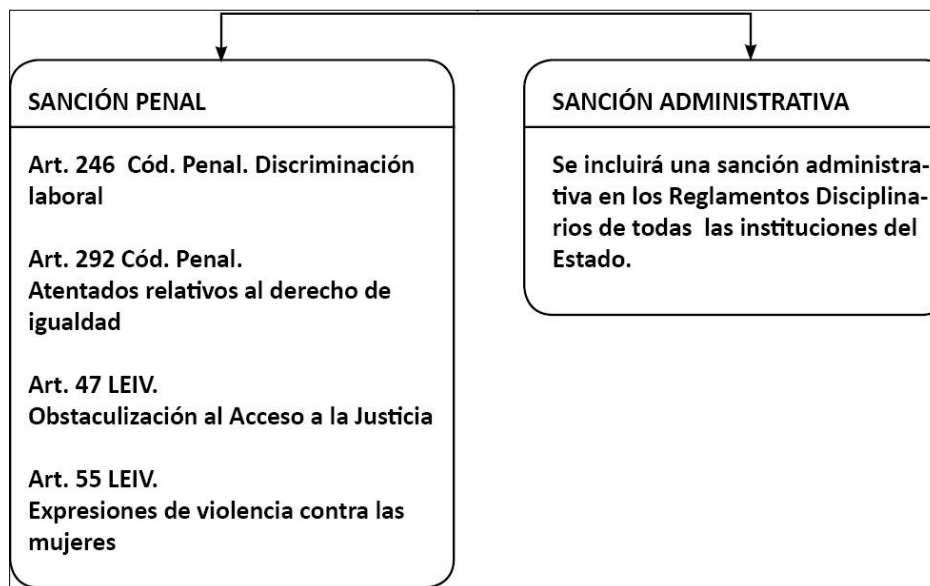 SANCIÓN PENAL
Art. 246 Cód. Penal. Discriminación
laboral
Art. 292 Cód. Penal.
Atentados relativos al derecho de
igualdad
Art. 47 LEIV.
Obstaculización al Acceso a la Justicia
Art. 55 LEIV.
Expresiones de violencia contra las
mujeres
SANCIÓN ADMINISTRATIVA
Se incluirá una sanción administra-
tiva en los Reglamentos Disciplina-
rios de todas las instituciones del
Estado.